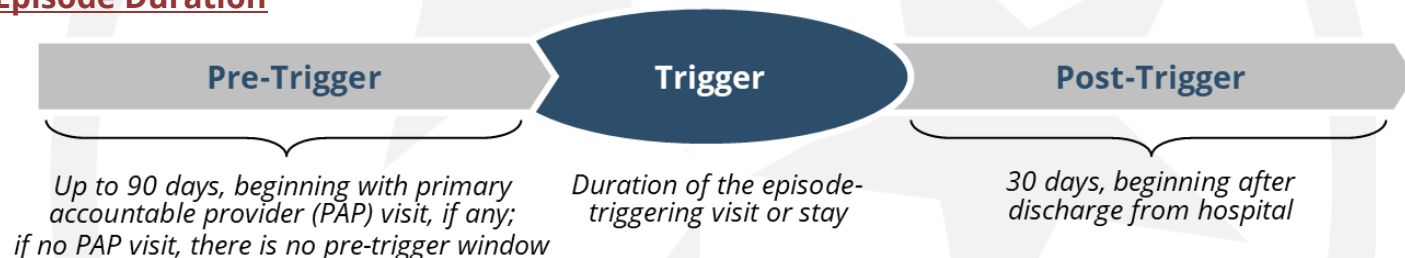 Episode Duration
Pre-Trigger
Trigger
Post-Trigger
Up to 90 days, beginning with primary
accountable provider (PAP) visit, if any;
if no PAP visit, there is no pre-trigger window
Duration of the episode-
triggering visit or stay
30 days, beginning after
discharge from hospital